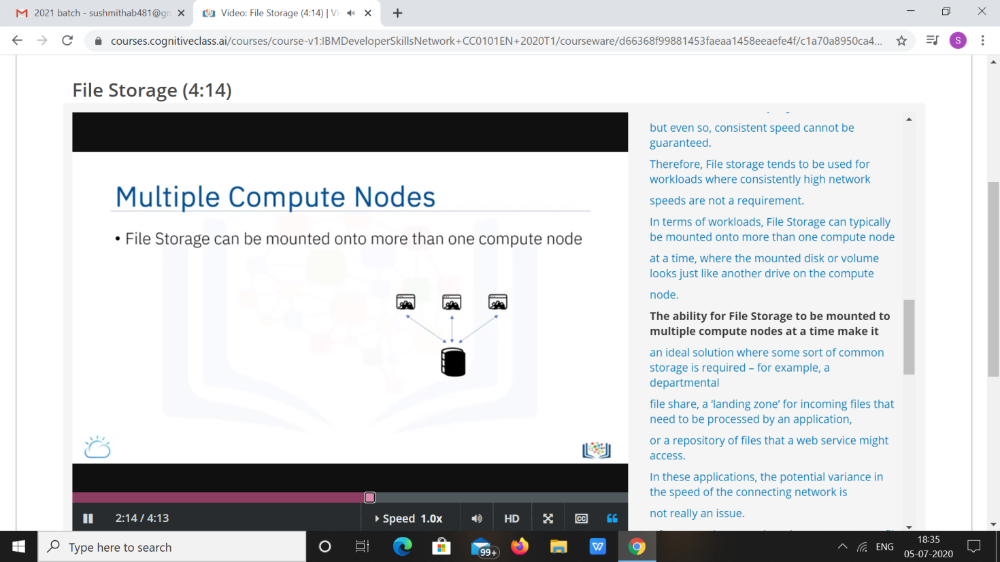 2021 batch - sushmithab481@gm
Video: File Storage (4:14) | Vi
courses.cognitiveclass.ai/courses/course-v1:IBMDeveloperSkillsNetwork+CC0101EN+2020T1/courseware/d66368f99881453faeaa1458eeaefe4f/c1a70a8950ca4...
S
File Storage (4:14)
Multiple Compute Nodes
• File Storage can be mounted onto more than one compute node
but even so, consistent speed cannot be
guaranteed.
Therefore, File storage tends to be used for
workloads where consistently high network
speeds are not a requirement.
In terms of workloads, File Storage can typically
be mounted onto more than one compute node
at a time, where the mounted disk or volume
looks just like another drive on the compute
node.
The ability for File Storage to be mounted to
multiple compute nodes at a time make it
an ideal solution where some sort of common
storage is required – for example, a
departmental
file share, a ‘landing zone’ for incoming files that
need to be processed by an application,
or a repository of files that a web service might
access.
In these applications, the potential variance in
the speed of the connecting network is
not really an issue.
2:14 / 4:13
Speed 1.0x
HD
CC
Type here to search
99+
ENG
18:35
05-07-2020